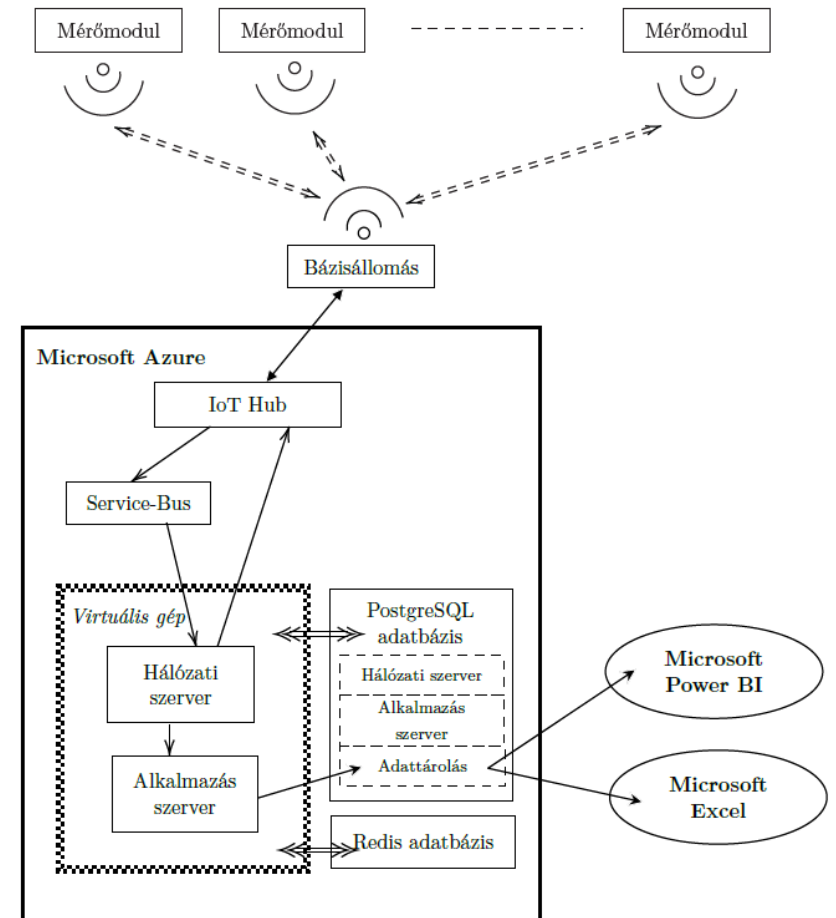 Mérőmodul
Mérőmodul
Mérőmodul
Bázisállomás
Microsoft Azure
IoT Hub
Service-Bus
Virtuális gép
Hálózati
szerver
Alkalmazás
szerver
PostgreSQL
adatbázis
Hálózati szerver
Alkalmazás
szerver
Adattárolás
Redis adatbázis
Microsoft
Power BI
Microsoft
Excel